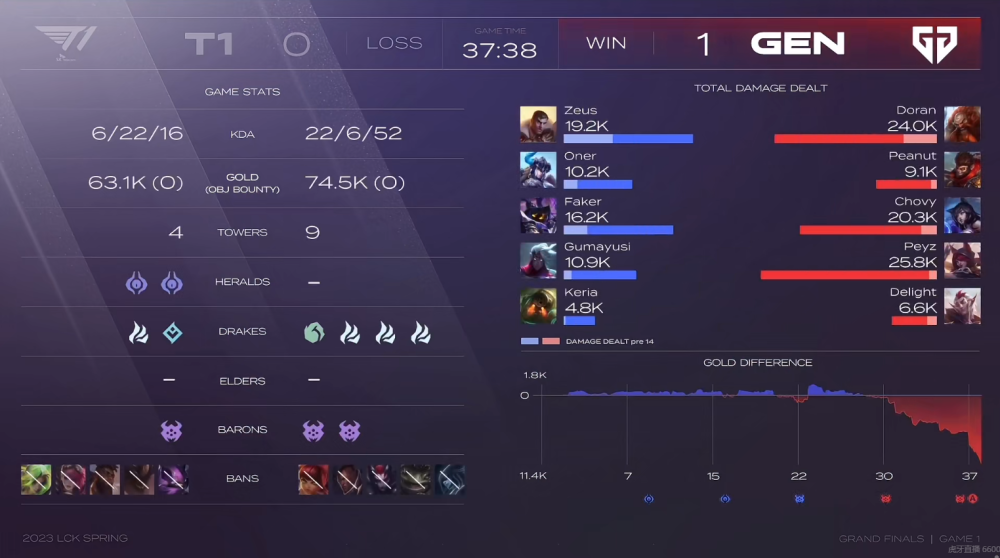 T1 0 LOSS GAME TIME 37:38 WIN 1 GEN
GAME STATS
6/22/16 KDA 22/6/52
63.1K (0) GOLD (OBJ BOUNTY) 74.5K (0)
4 TOWERS 9
HERALDS –
DRAKES
– ELDERS –
BARONS
BANS
TOTAL DAMAGE DEALT
Zeus Doran
19.2K 24.0K
Oner Peanut
10.2K 9.1K
Faker Chovy
16.2K 20.3K
Gumayusi Peyz
10.9K 25.8K
Keria Delight
4.8K 6.6K
DAMAGE DEALT pre 14
GOLD DIFFERENCE
1.8K
0
11.4K 7 15 22 30 37
2023 LCK SPRING
GRAND FINALS | GAME 1
虎牙直播